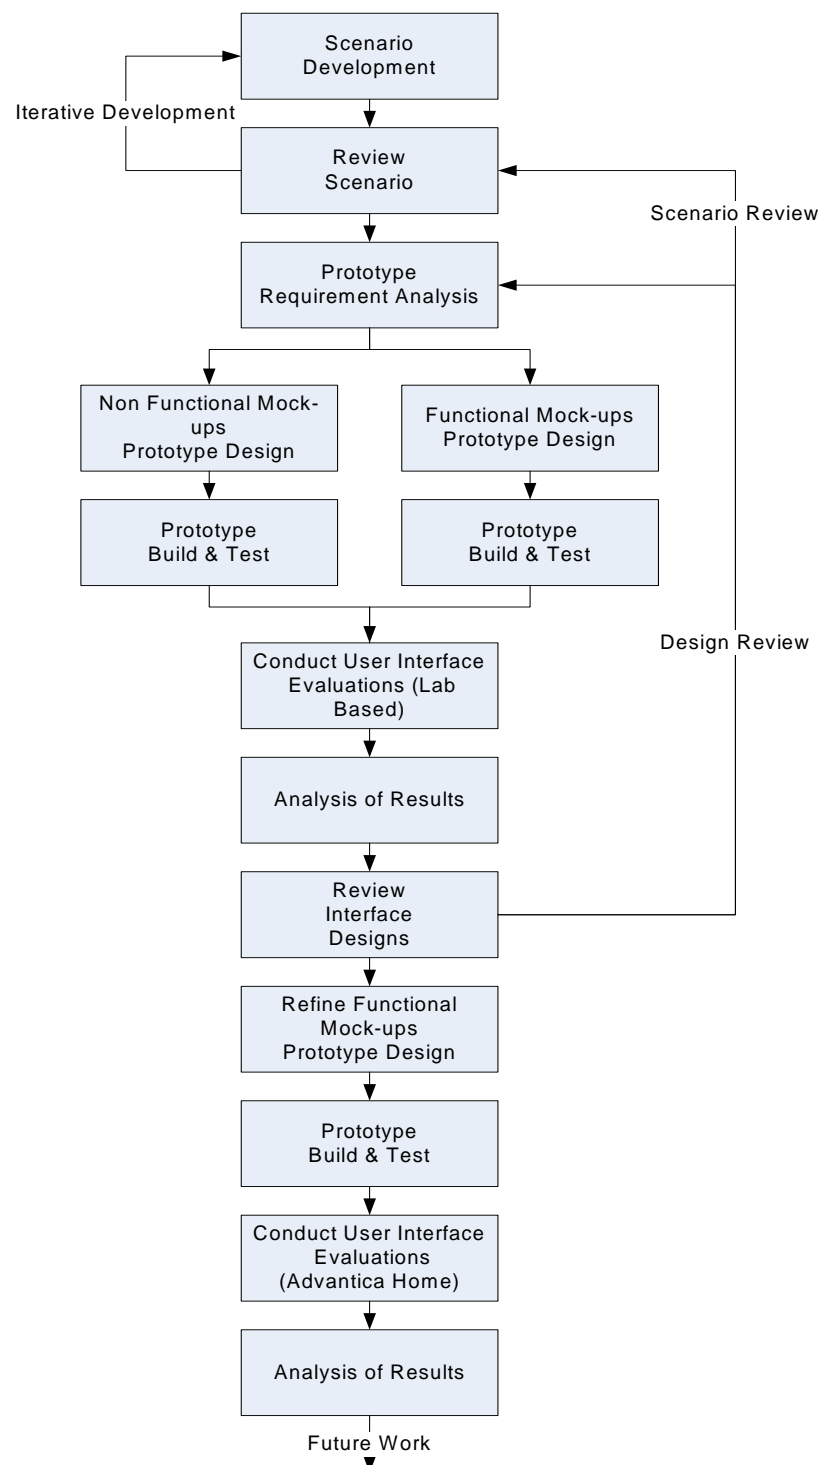 Scenario
Development
Iterative Development
Review
Scenario
Scenario Review
Prototype
Requirement Analysis
Non Functional Mock-
ups
Prototype Design
Functional Mock-ups
Prototype Design
Prototype
Build & Test
Prototype
Build & Test
Design Review
Conduct User Interface
Evaluations (Lab
Based)
Analysis of Results
Review
Interface
Designs
Refine Functional
Mock-ups
Prototype Design
Prototype
Build & Test
Conduct User Interface
Evaluations
(Advantica Home)
Analysis of Results
Future Work